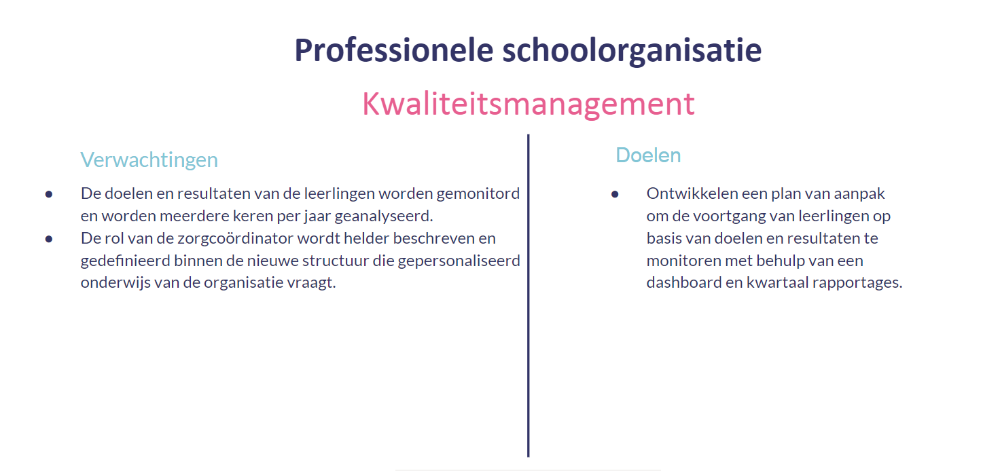 Professionele schoolorganisatie
Kwaliteitsmanagement
Verwachtingen
● De doelen en resultaten van de leerlingen worden gemonitord
en worden meerdere keren per jaar geanalyseerd.
● De rol van de zorgcoördinator wordt helder beschreven en
gedefinieerd binnen de nieuwe structuur die gepersonaliseerd
onderwijs van de organisatie vraagt.
Doelen
● Ontwikkelen een plan van aanpak
om de voortgang van leerlingen op
basis van doelen en resultaten te
monitoren met behulp van een
dashboard en kwartaal rapportages.